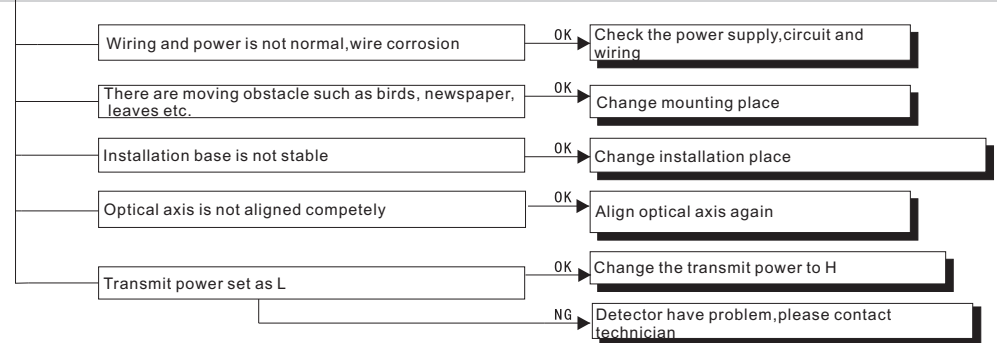 Wiring and power is not normal,wire corrosion
OK
Check the power supply,circuit and
wiring
There are moving obstacle such as birds, newspaper,
leaves etc.
OK
Change mounting place
Installation base is not stable
OK
Change installation place
Optical axis is not aligned competely
OK
Align optical axis again
Transmit power set as L
OK
Change the transmit power to H
NG
Detector have problem,please contact
technician